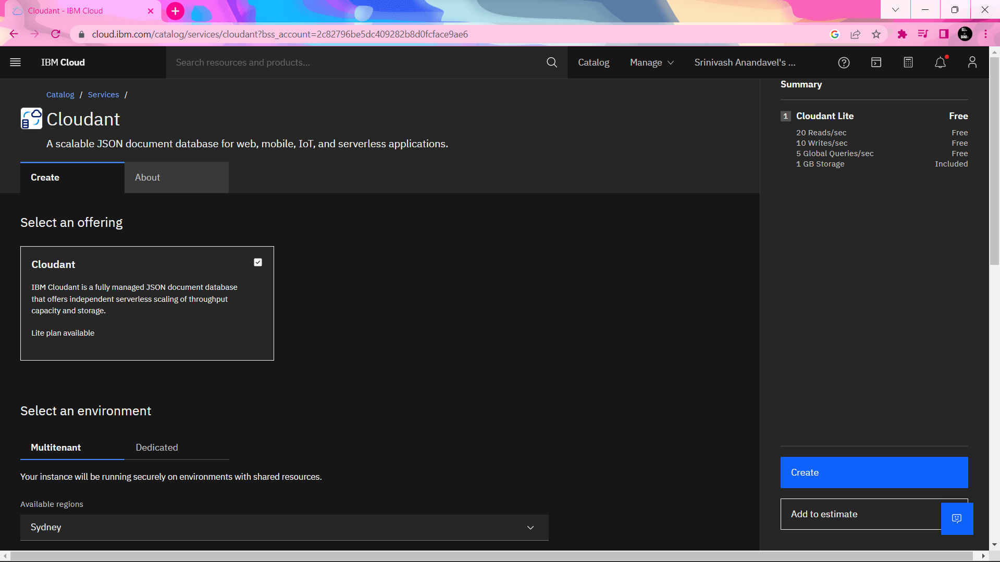 Cloudant - IBM Cloud
cloud.ibm.com/catalog/services/cloudant?bss_account=2c82796be5dc409282b8d0fcface9ae6
IBM Cloud
Search resources and products...
Catalog
Manage
Srinivash Anandavel's ...
Catalog / Services /
Cloudant
A scalable JSON document database for web, mobile, IoT, and serverless applications.
Create
About
Select an offering
Cloudant
IBM Cloudant is a fully managed JSON document database
that offers independent serverless scaling of throughput
capacity and storage.
Lite plan available
Select an environment
Multitenant
Dedicated
Your instance will be running securely on environments with shared resources.
Available regions
Sydney
Summary
1 Cloudant Lite Free
20 Reads/sec Free
10 Writes/sec Free
5 Global Queries/sec Free
1 GB Storage Included
Create
Add to estimate